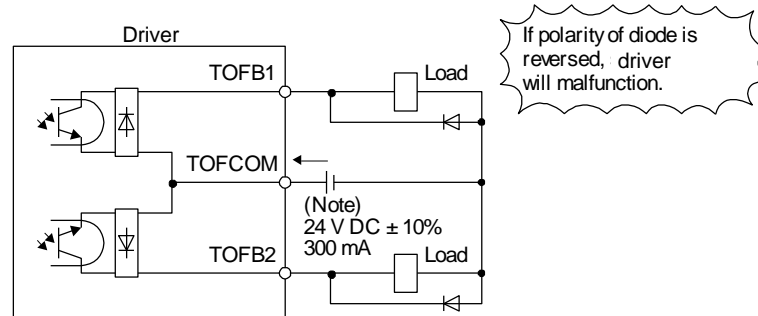 Driver
If polarity of diode is
reversed, driver
will malfunction.
TOFB1
Load
TOFCOM
(Note)
24 V DC ± 10%
300 mA
TOFB2
Load